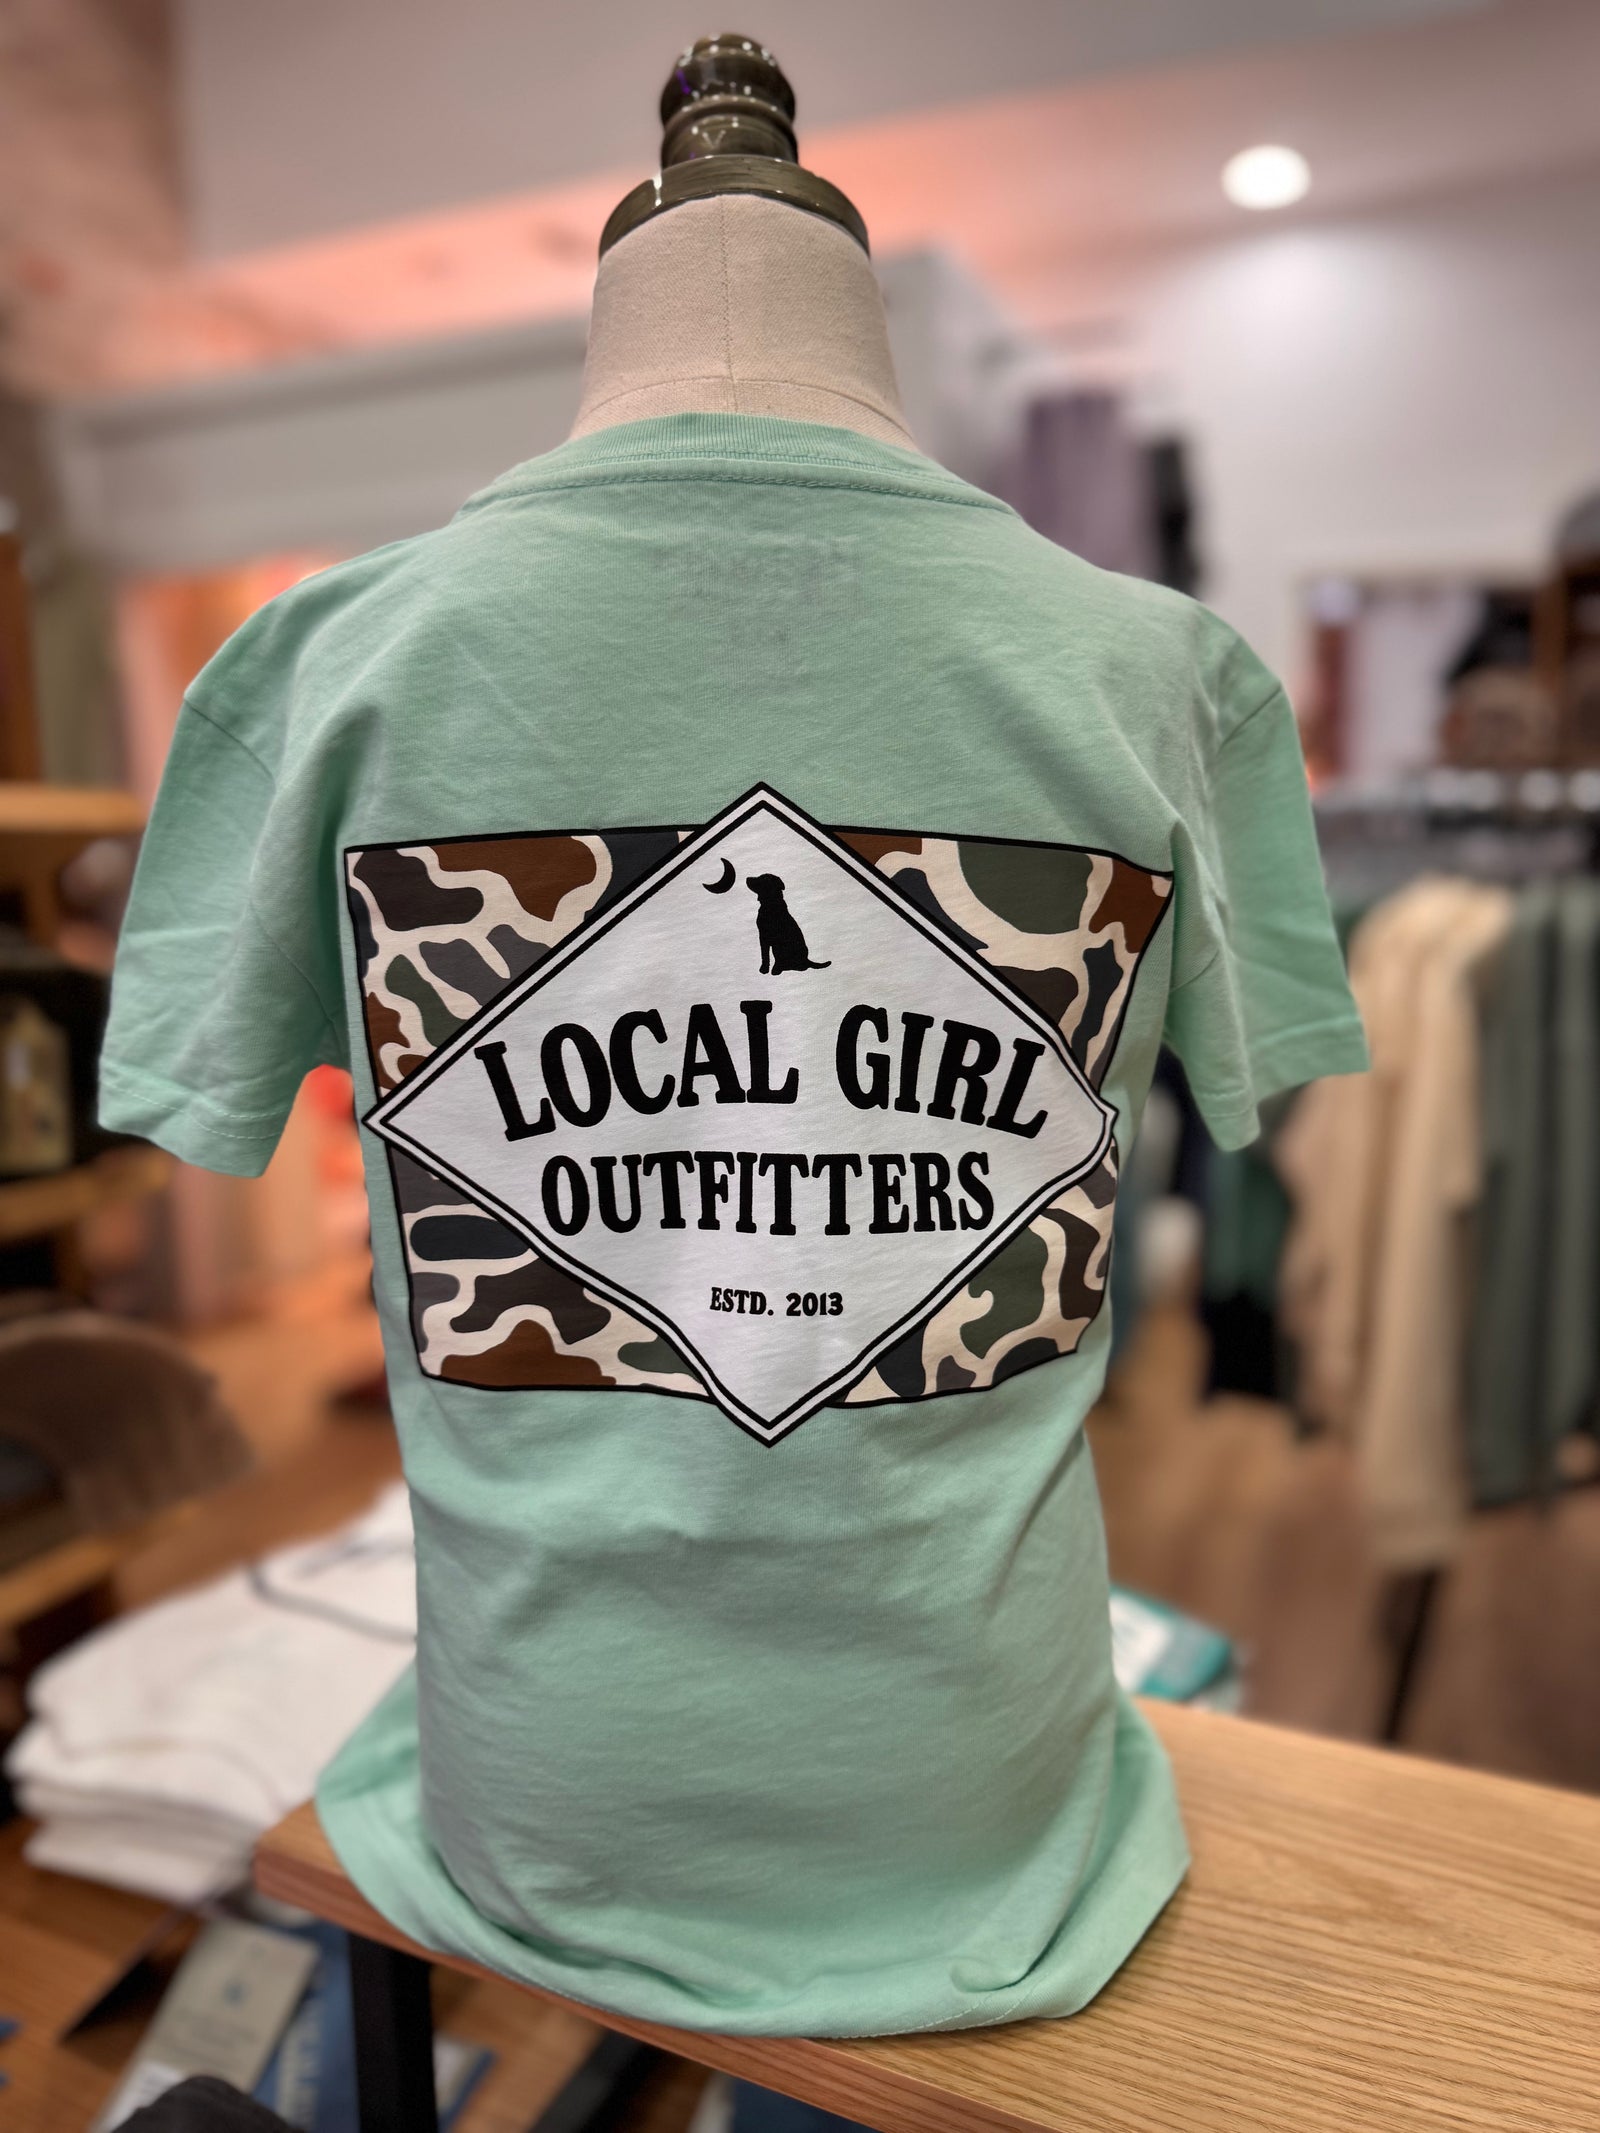 LOCAL GIRL
OUTFITTERS
ESTD. 2013